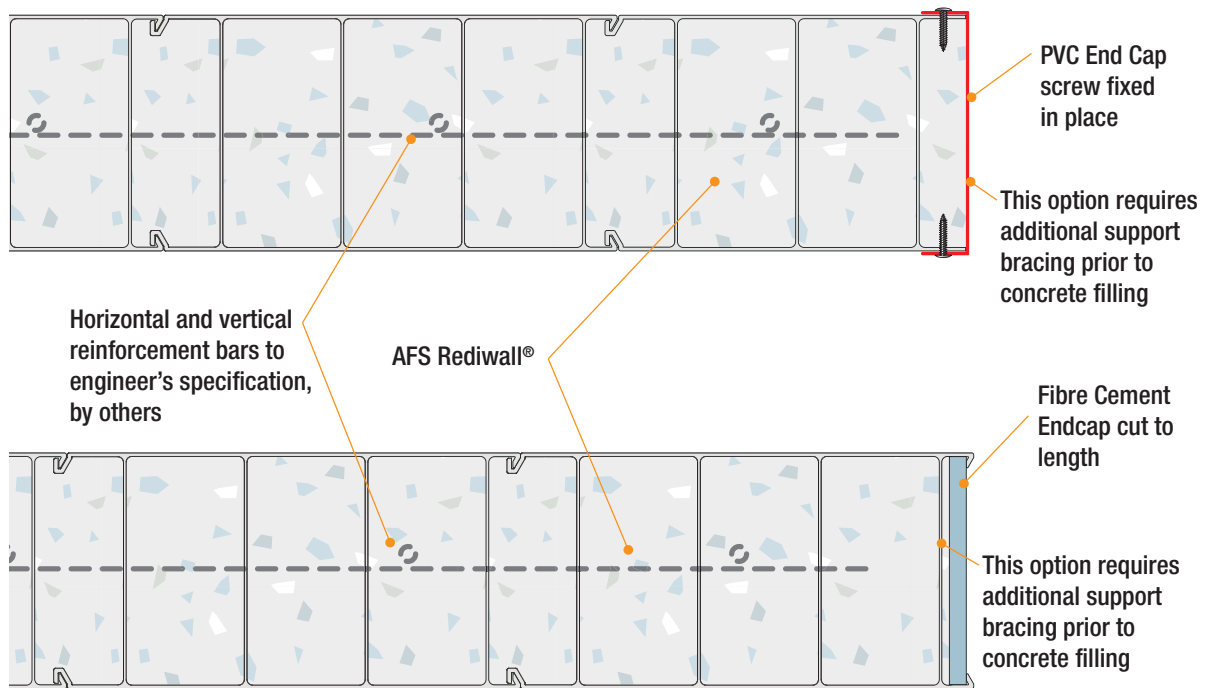 PVC End Cap
screw fixed
in place
This option requires
additional support
bracing prior to
concrete filling
Horizontal and vertical
reinforcement bars to
engineer’s specification,
by others
AFS Rediwall®
Fibre Cement
Endcap cut to
length
This option requires
additional support
bracing prior to
concrete filling